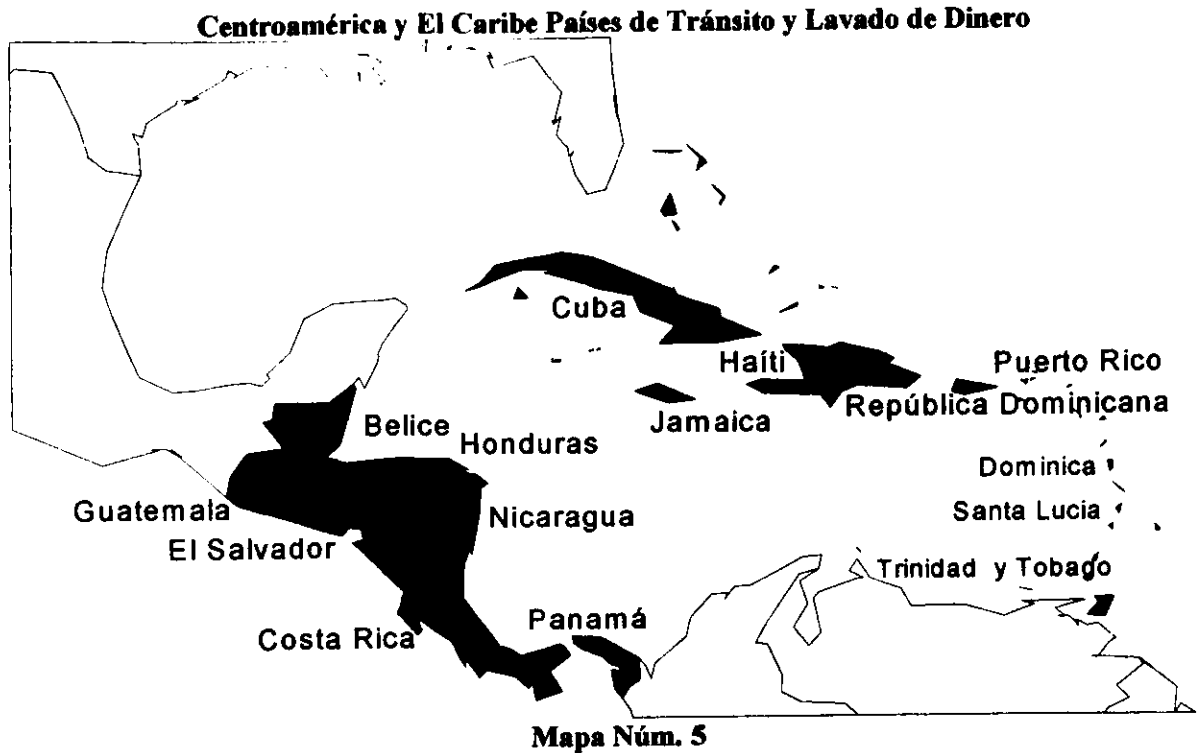 Centroamérica y El Caribe Países de Tránsito y Lavado de Dinero
Cuba
Haíti
Puerto Rico
Jamaica
República Dominicana
Belice
Honduras
Dominica
Guatemala
Nicaragua
Santa Lucia
El Salvador
Trinidad y Tobago
Costa Rica
Panamá
Mapa Núm. 5